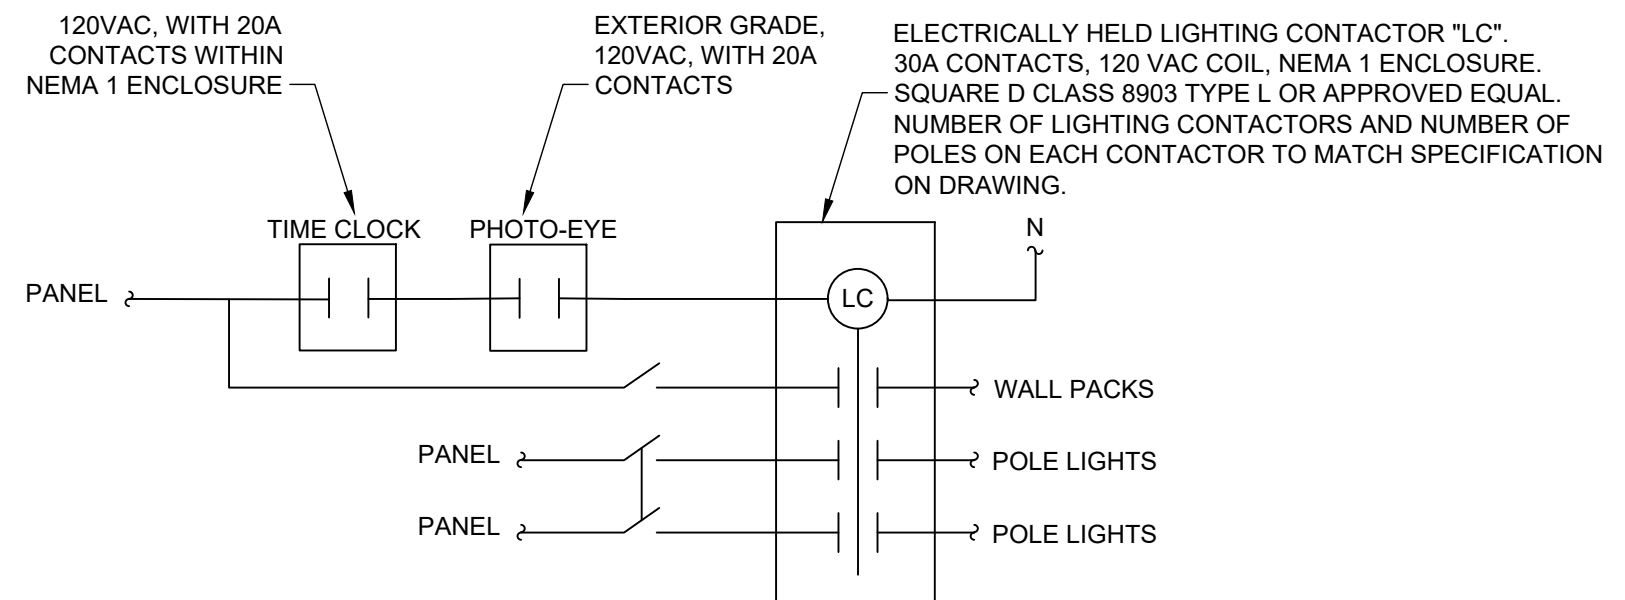 120VAC, WITH 20A
CONTACTS WITHIN
NEMA 1 ENCLOSURE
EXTERIOR GRADE,
120VAC, WITH 20A
CONTACTS
ELECTRICALLY HELD LIGHTING CONTACTOR "LC".
30A CONTACTS, 120 VAC COIL, NEMA 1 ENCLOSURE.
SQUARE D CLASS 8903 TYPE L OR APPROVED EQUAL.
NUMBER OF LIGHTING CONTACTORS AND NUMBER OF
POLES ON EACH CONTACTOR TO MATCH SPECIFICATION
ON DRAWING.
TIME CLOCK
PHOTO-EYE
N
PANEL
LC
WALL PACKS
PANEL
POLE LIGHTS
PANEL
POLE LIGHTS